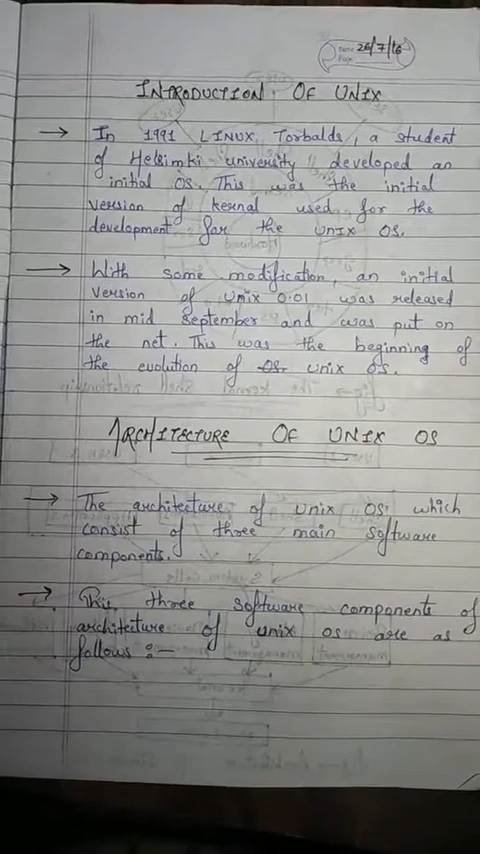 Date 26/7/16
Page
INTRODUCTION OF UNIX
→ In 1991 LINUX Torbalds, a student
of Helsimki "university", developed an
initial OS. This was the initial
version of kernal used for the
development for the UNIX OS.
→ With some modification, an initial
version of unix 0.01, was released
in mid september and was put on
the net. This was the beginning of
the evolution of OS unix OS.
ARCHITECTURE OF UNIX OS
→ The architecture of unix OS which
consist of three main software
components.
→ This three software components of
architecture of unix os are as
follows :-